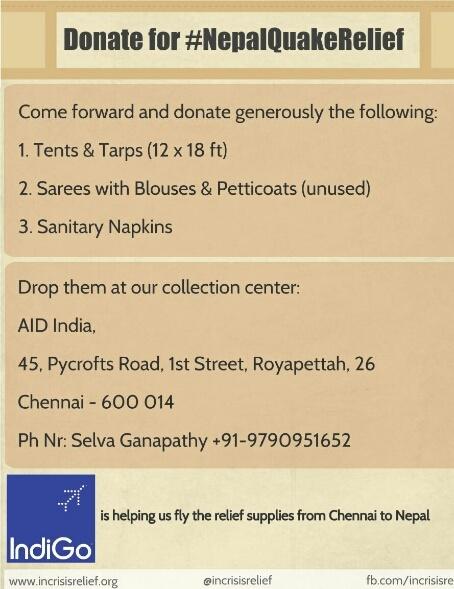 Donate for #NepalQuakeRelief
Come forward and donate generously the following:
1. Tents & Tarps (12 x 18 ft)
2. Sarees with Blouses & Petticoats (unused)
3. Sanitary Napkins
Drop them at our collection center:
AID India,
45, Pycrofts Road, 1st Street, Royapettah, 26
Chennai - 600 014
Ph Nr: Selva Ganapathy +91-9790951652
IndiGo
is helping us fly the relief supplies from Chennai to Nepal
www.incrisisrelief.org @incrisisrelief fb.com/incrisisre